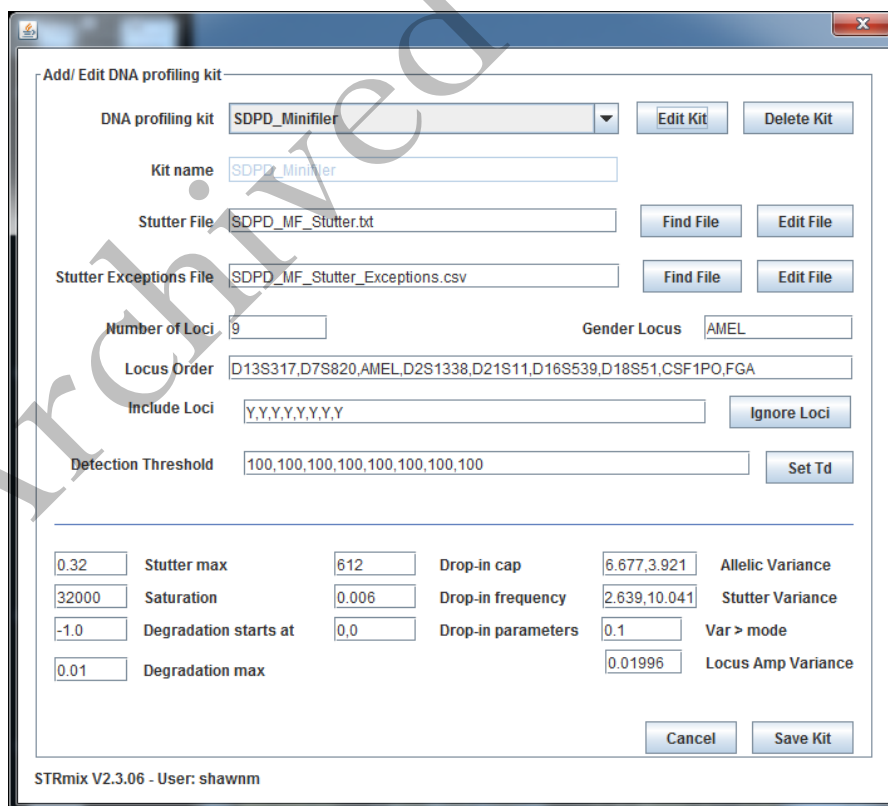 Add/ Edit DNA profiling kit
DNA profiling kit SDPD_Minifiler Edit Kit Delete Kit
Kit name SDPD_Minifiler
Stutter File SDPD_MF_Stutter.txt Find File Edit File
Stutter Exceptions File SDPD_MF_Stutter_Exceptions.csv Find File Edit File
Number of Loci 9 Gender Locus AMEL
Locus Order D13S317,D7S820,AMEL,D2S1338,D21S11,D16S539,D18S51,CSF1PO,FGA
Include Loci Y,Y,Y,Y,Y,Y,Y,Y Ignore Loci
Detection Threshold 100,100,100,100,100,100,100,100 Set Td
0.32 Stutter max 612 Drop-in cap 6.677,3.921 Allelic Variance
32000 Saturation 0.006 Drop-in frequency 2.639,10.041 Stutter Variance
-1.0 Degradation starts at 0,0 Drop-in parameters 0.1 Var > mode
0.01 Degradation max 0.01996 Locus Amp Variance
Cancel Save Kit
STRmix V2.3.06 - User: shawnm
Archived